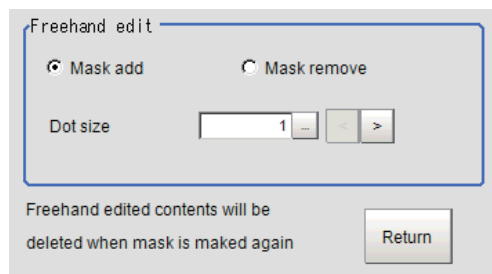 Freehand edit
Mask add Mask remove
Dot size 1 ... < >
Freehand edited contents will be
deleted when mask is maked again
Return